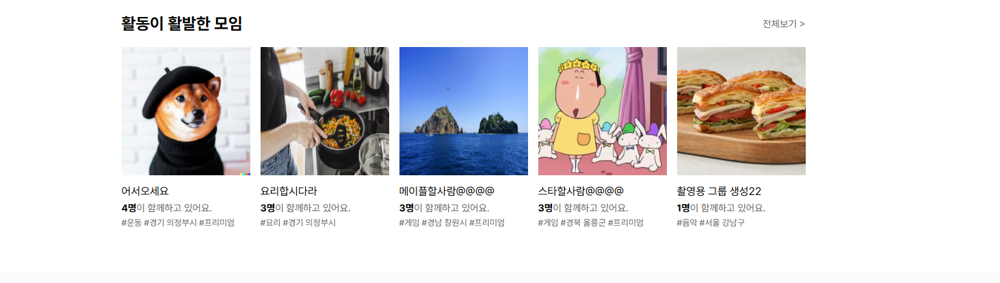 활동이 활발한 모임
전체보기 >
어서오세요
4명이 함께하고 있어요.
#운동 #경기 의정부시 #프리미엄
요리합시다라
3명이 함께하고 있어요.
#요리 #경기 의정부시
메이플할사람@@@@
3명이 함께하고 있어요.
#게임 #경남 창원시 #프리미엄
스타할사람@@@@
3명이 함께하고 있어요.
#게임 #경북 울릉군 #프리미엄
촬영용 그룹 생성22
1명이 함께하고 있어요.
#음악 #서울 강남구